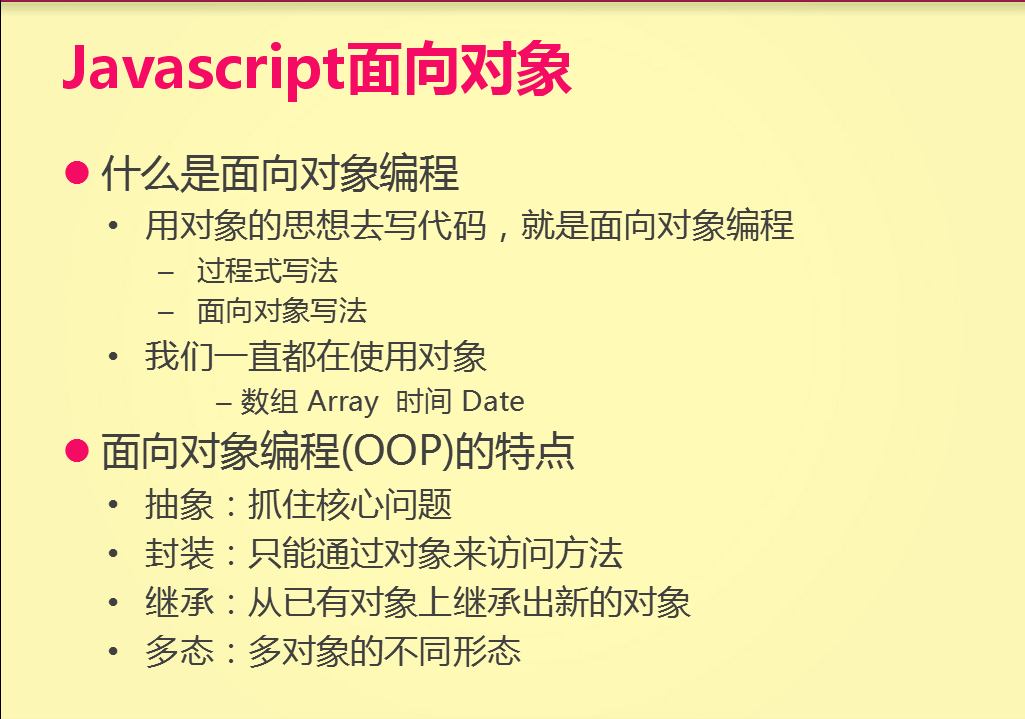 Javascript面向对象
什么是面向对象编程
• 用对象的思想去写代码，就是面向对象编程
– 过程式写法
– 面向对象写法
• 我们一直都在使用对象
– 数组 Array  时间 Date
面向对象编程(OOP)的特点
• 抽象：抓住核心问题
• 封装：只能通过对象来访问方法
• 继承：从已有对象上继承出新的对象
• 多态：多对象的不同形态